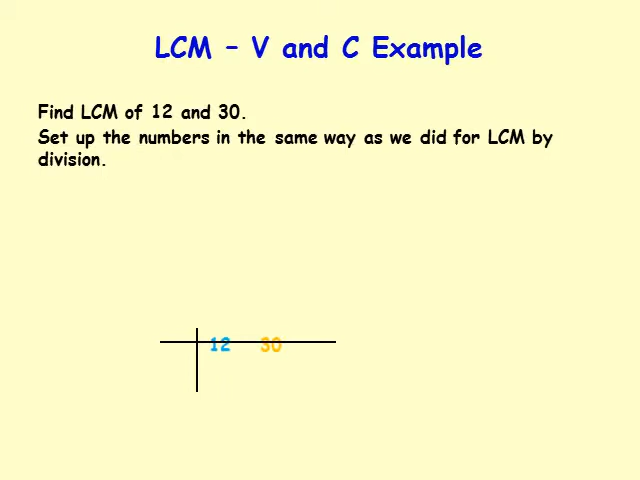 LCM – V and C Example
Find LCM of 12 and 30.
Set up the numbers in the same way as we did for LCM by
division.
12 30